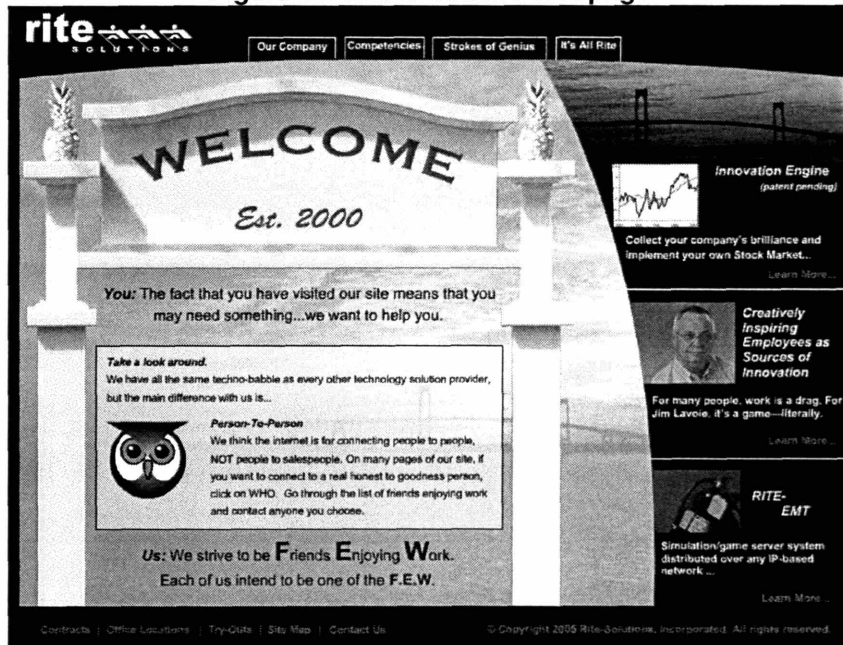 rite
SOLUTIONS
Our Company
Competencies
Strokes of Genius
It's All Rite
WELCOME
Est. 2000
You: The fact that you have visited our site means that you
may need something...we want to help you.
Take a look around.
We have all the same techno-babble as every other technology solution provider,
but the main difference with us is...
Person-To-Person
We think the internet is for connecting people to people,
NOT people to salespeople. On many pages of our site, if
you want to connect to a real honest to goodness person,
click on WHO. Go through the list of friends enjoying work
and contact anyone you choose.
Us: We strive to be Friends Enjoying Work.
Each of us intend to be one of the F.E.W.
Innovation Engine
(patent pending)
Collect your company's brilliance and
implement your own Stock Market...
Learn More...
Creatively
Inspiring
Employees as
Sources of
Innovation
For many people, work is a drag. For
Jim Lavoie, it's a game—literally.
Learn More...
RITE-
EMT
Simulation/game server system
distributed over any IP-based
network ...
Learn More...
Contracts | Office Locations | Try-Outs | Site Map | Contact Us
© Copyright 2005 Rite-Solutions, Incorporated. All rights reserved.